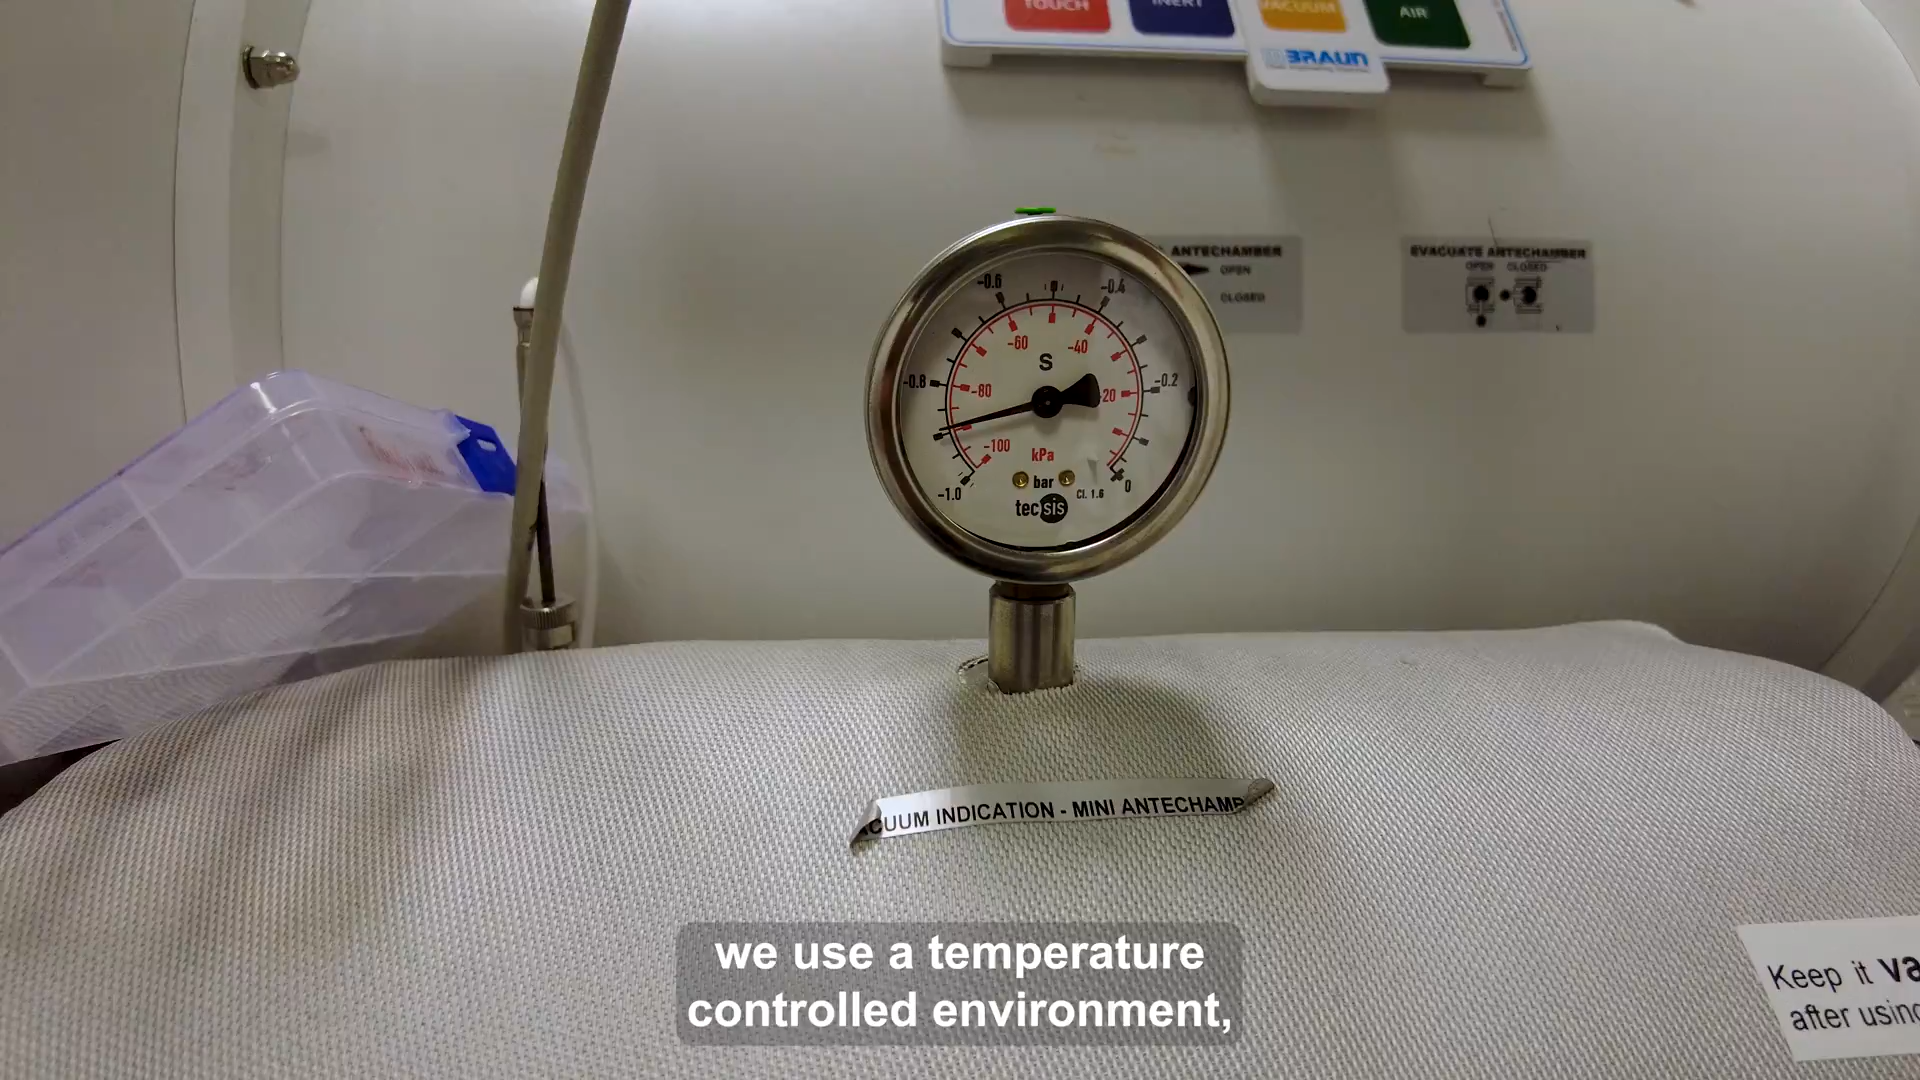 TOUCH
INERT
VACUUM
AIR
BRAUN
ANTECHAMBER
OPEN
CLOSED
EVACUATE ANTECHAMBER
OPEN CLOSED
-0.6
-0.4
-60
-40
S
-0.8
-0.2
-80
20
-100
kPa
bar
-1.0
Cl. 1.6
0
tecsis
CUUM INDICATION - MINI ANTECHAMB
we use a temperature
controlled environment,
Keep it va
after using